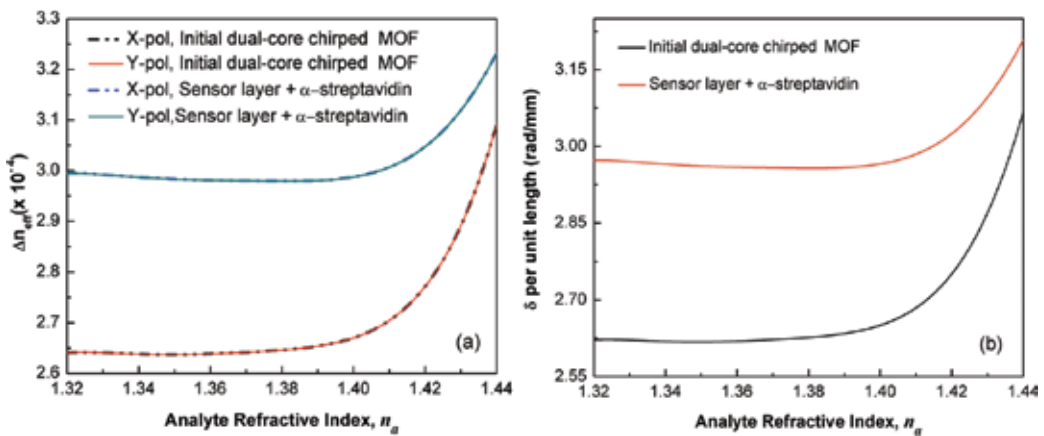 3.3
3.2
3.1
3.0
2.9
2.8
2.7
2.6
Δn_eff(x 10⁻⁴)
X-pol, Initial dual-core chirped MOF
Y-pol, Initial dual-core chirped MOF
X-pol, Sensor layer + α-streptavidin
Y-pol,Sensor layer + α-streptavidin
(a)
1.32 1.34 1.36 1.38 1.40 1.42 1.44
Analyte Refractive Index, n_a
3.15
3.00
2.85
2.70
2.55
δ per unit length (rad/mm)
Initial dual-core chirped MOF
Sensor layer + α-streptavidin
(b)
1.32 1.34 1.36 1.38 1.40 1.42 1.44
Analyte Refractive Index, n_a